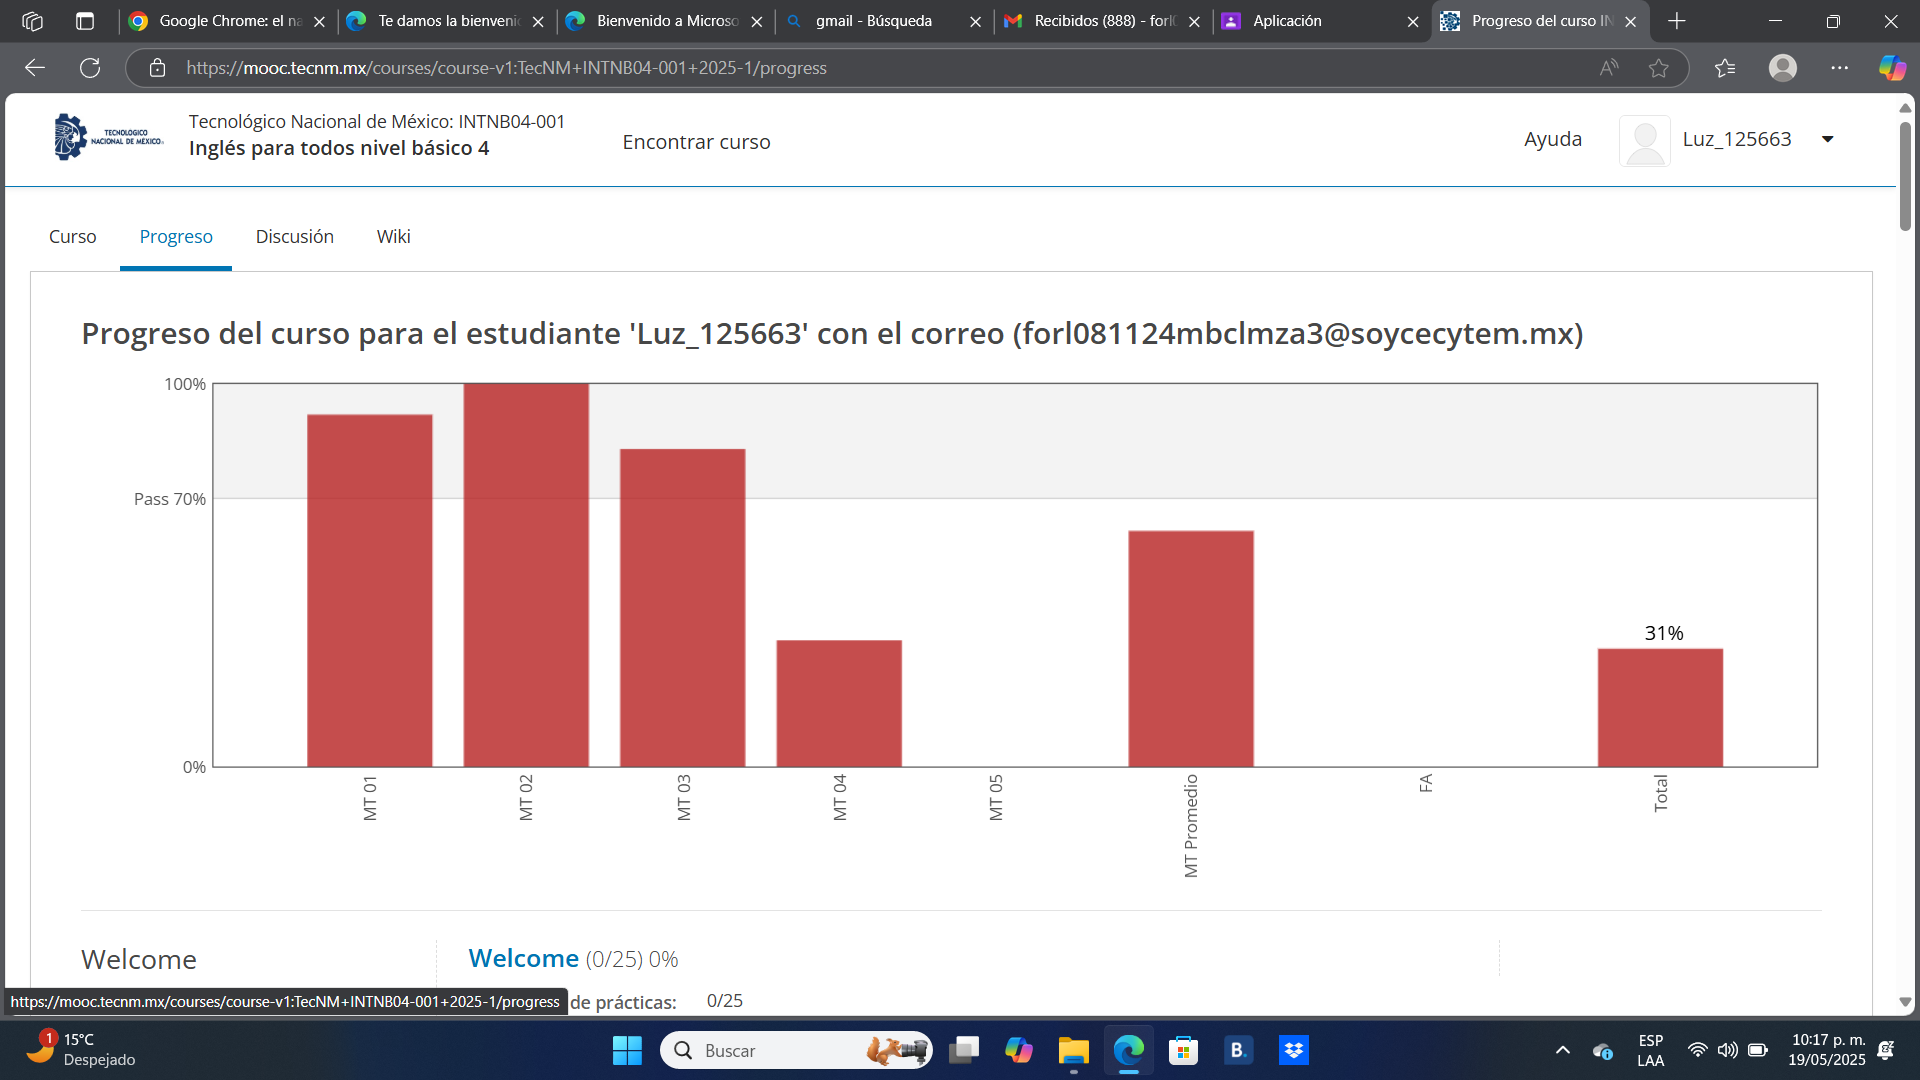 Google Chrome: el na
Te damos la bienveni
Bienvenido a Microso
gmail - Búsqueda
Recibidos (888) - forl0
Aplicación
Progreso del curso IN
https://mooc.tecnm.mx/courses/course-v1:TecNM+INTNB04-001+2025-1/progress
TECNOLÓGICO
NACIONAL DE MÉXICO
Tecnológico Nacional de México: INTNB04-001
Inglés para todos nivel básico 4
Encontrar curso
Ayuda
Luz_125663
Curso
Progreso
Discusión
Wiki
Progreso del curso para el estudiante 'Luz_125663' con el correo (forl081124mbclmza3@soycecytem.mx)
100%
Pass 70%
0%
31%
MT 01
MT 02
MT 03
MT 04
MT 05
MT Promedio
FA
Total
Welcome
Welcome (0/25) 0%
de prácticas: 0/25
https://mooc.tecnm.mx/courses/course-v1:TecNM+INTNB04-001+2025-1/progress
1
15°C
Despejado
Buscar
B.
ESP
LAA
10:17 p. m.
19/05/2025